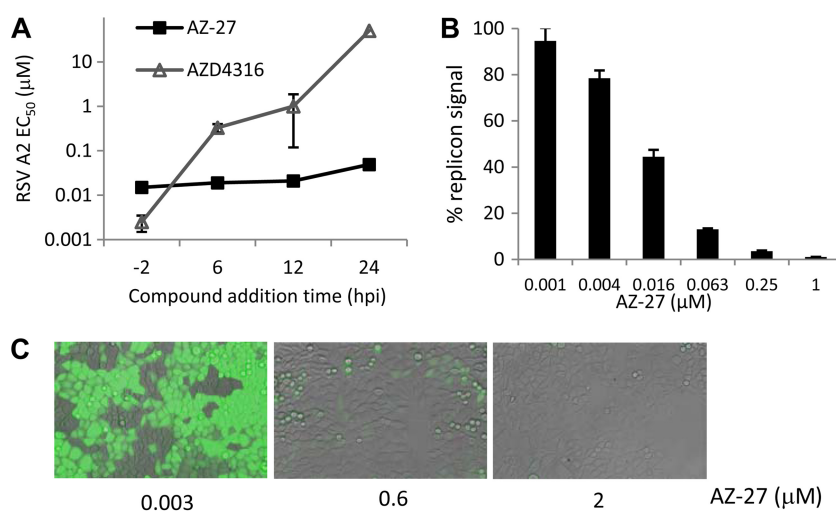 A
AZ-27
AZD4316
RSV A2 EC50 (μM)
10
1
0.1
0.01
0.001
-2 6 12 24
Compound addition time (hpi)
B
% replicon signal
100
80
60
40
20
0
0.001 0.004 0.016 0.063 0.25 1
AZ-27 (μM)
C
0.003 0.6 2 AZ-27 (μM)